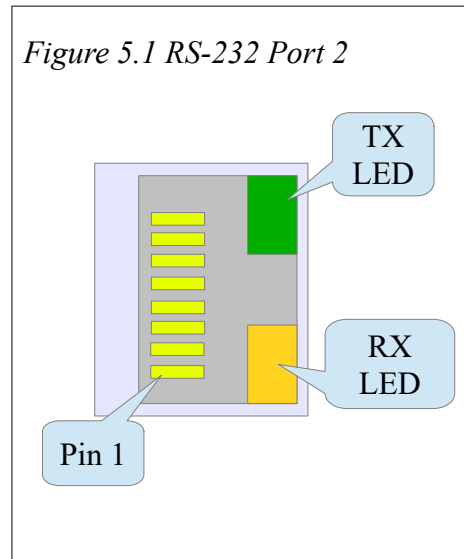 Figure 5.1 RS-232 Port 2
TX
LED
RX
LED
Pin 1